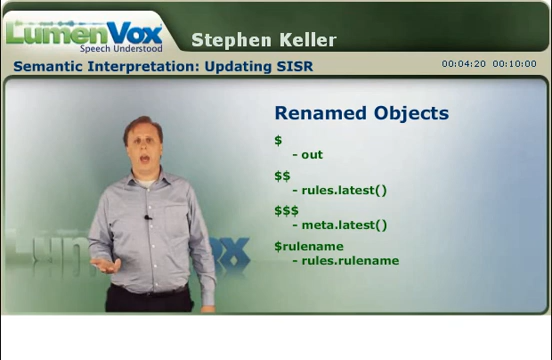 LumenVox
Speech Understood
Stephen Keller
Semantic Interpretation: Updating SISR
00:04:20 00:10:00
Renamed Objects
$
- out
$$
- rules.latest()
$$$
- meta.latest()
$rulename
- rules.rulename
LumenVox